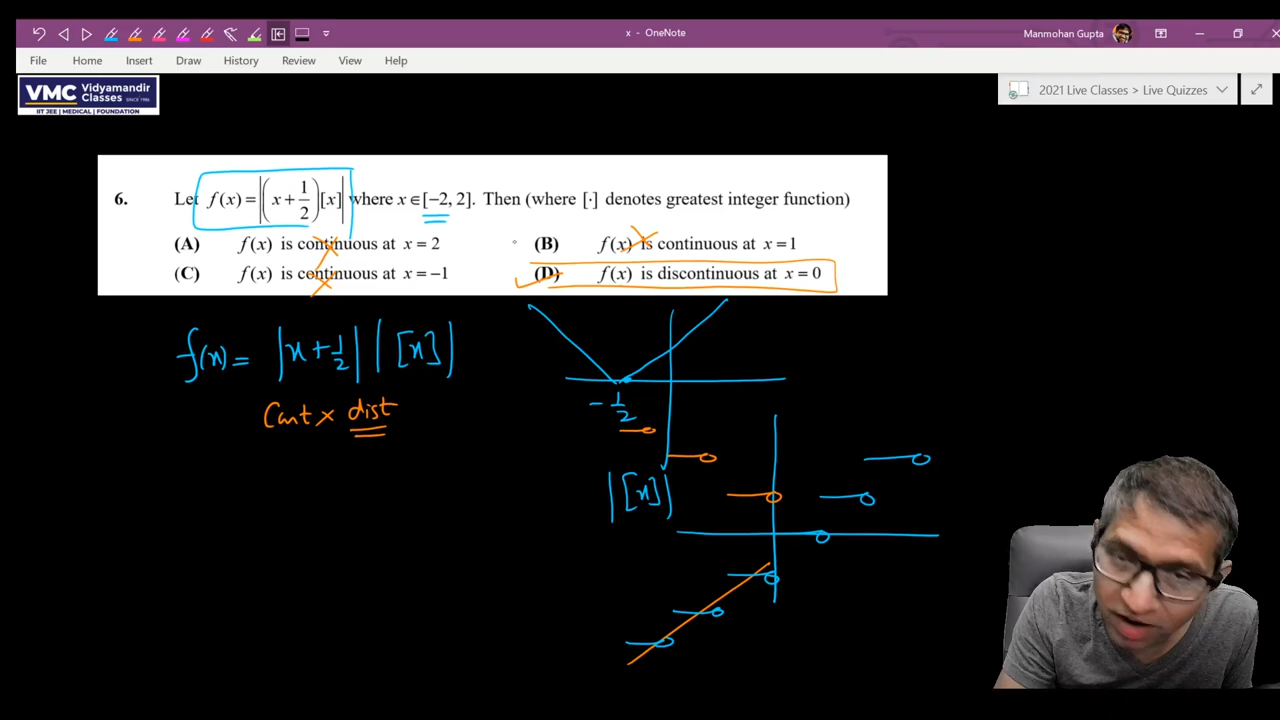 x - OneNote
Manmohan Gupta
File Home Insert Draw History Review View Help
VMC Vidyamandir Classes SINCE 1986
IIT JEE | MEDICAL | FOUNDATION
2021 Live Classes > Live Quizzes
6. Let f(x) = |(x + 1/2)[x]| where x ∈ [−2, 2]. Then (where [·] denotes greatest integer function)
(A) f(x) is continuous at x = 2 (B) f(x) is continuous at x = 1
(C) f(x) is continuous at x = −1 (D) f(x) is discontinuous at x = 0
f(x) = |x + 1/2| |[x]|
Cont × dist
− 1/2
|[x]|